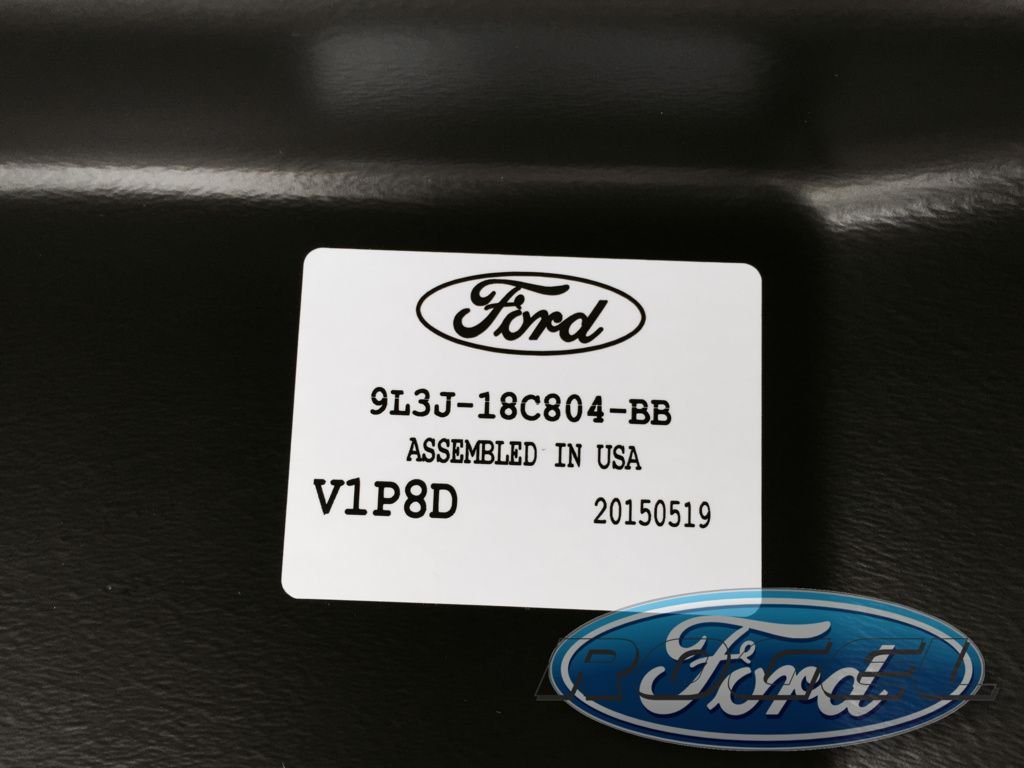 Ford
9L3J-18C804-BB
ASSEMBLED IN USA
V1P8D 20150519
Ford